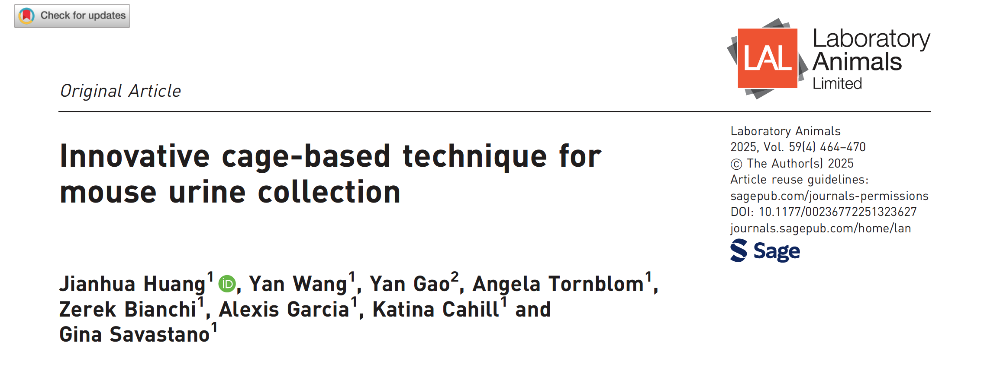 Check for updates
LAL
Laboratory
Animals
Limited
Original Article
Innovative cage-based technique for
mouse urine collection
Laboratory Animals
2025, Vol. 59(4) 464–470
© The Author(s) 2025
Article reuse guidelines:
sagepub.com/journals-permissions
DOI: 10.1177/00236772251323627
journals.sagepub.com/home/lan
Sage
Jianhua Huang¹ iD, Yan Wang¹, Yan Gao², Angela Tornblom¹,
Zerek Bianchi¹, Alexis Garcia¹, Katina Cahill¹ and
Gina Savastano¹